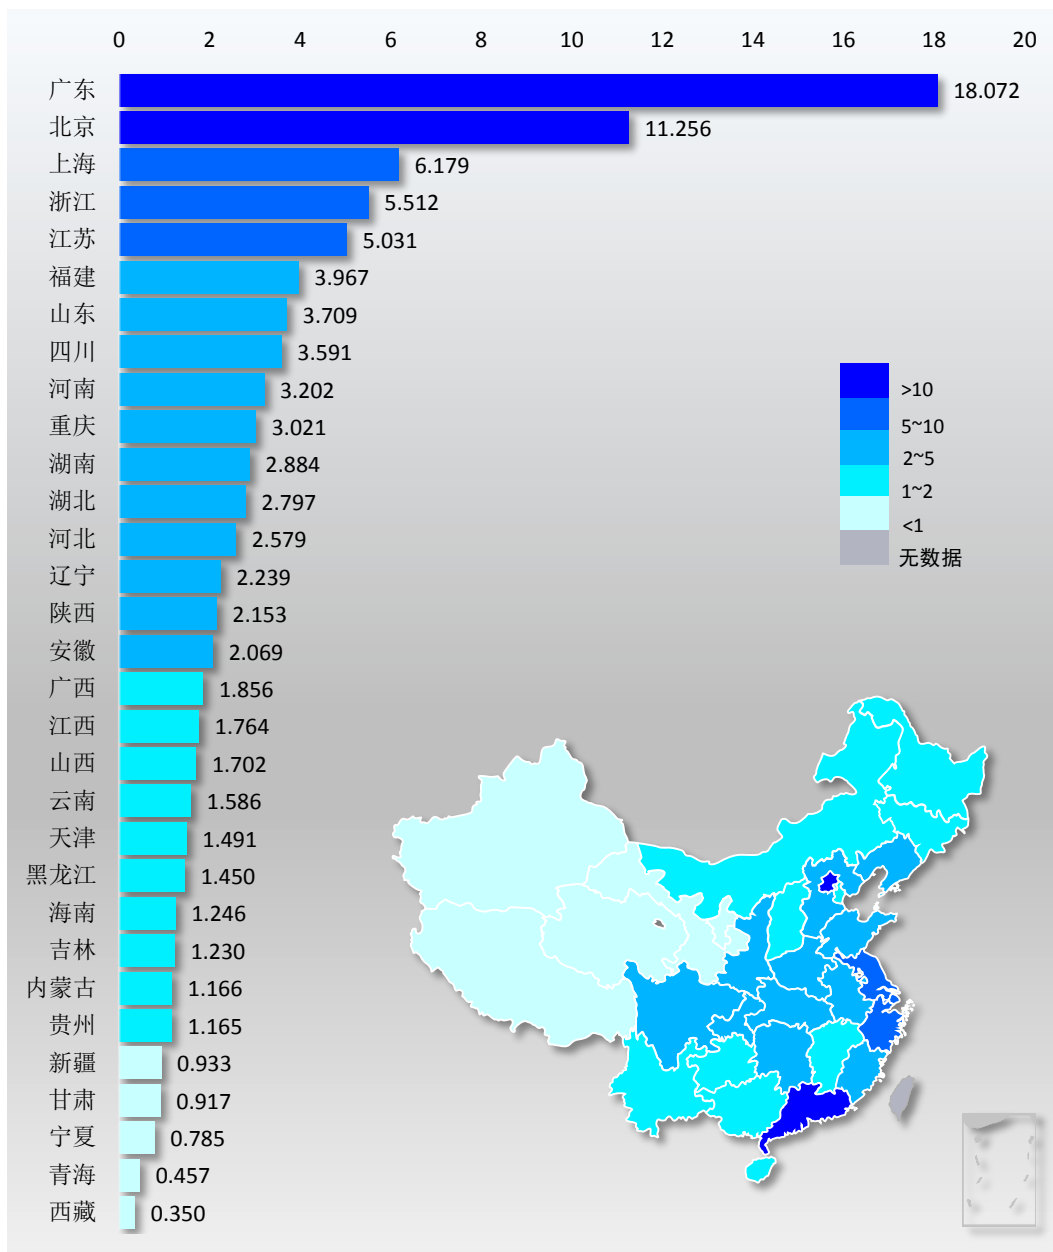 0 2 4 6 8 10 12 14 16 18 20
广东 18.072
北京 11.256
上海 6.179
浙江 5.512
江苏 5.031
福建 3.967
山东 3.709
四川 3.591
河南 3.202
重庆 3.021
湖南 2.884
湖北 2.797
河北 2.579
辽宁 2.239
陕西 2.153
安徽 2.069
广西 1.856
江西 1.764
山西 1.702
云南 1.586
天津 1.491
黑龙江 1.450
海南 1.246
吉林 1.230
内蒙古 1.166
贵州 1.165
新疆 0.933
甘肃 0.917
宁夏 0.785
青海 0.457
西藏 0.350
>10
5~10
2~5
1~2
<1
无数据